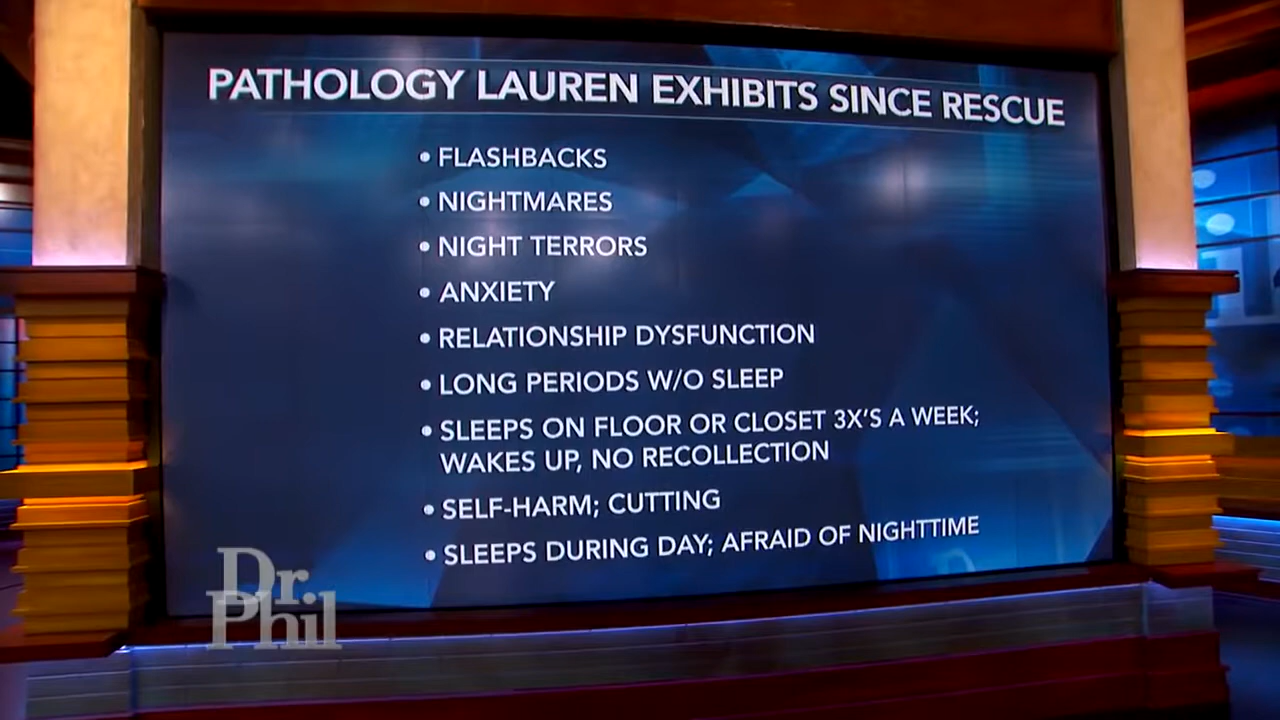 PATHOLOGY LAUREN EXHIBITS SINCE RESCUE
• FLASHBACKS
• NIGHTMARES
• NIGHT TERRORS
• ANXIETY
• RELATIONSHIP DYSFUNCTION
• LONG PERIODS W/O SLEEP
• SLEEPS ON FLOOR OR CLOSET 3X'S A WEEK;
WAKES UP, NO RECOLLECTION
• SELF-HARM; CUTTING
• SLEEPS DURING DAY; AFRAID OF NIGHTTIME
Dr.
Phil